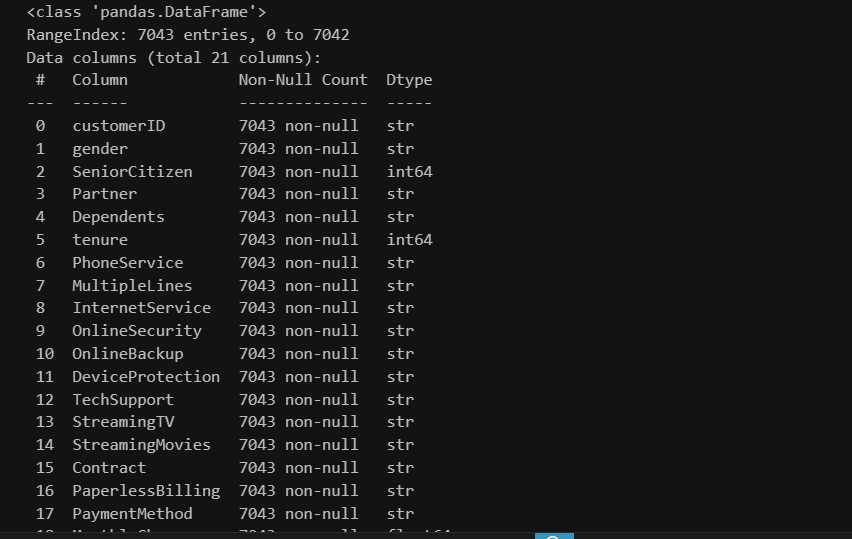 <class 'pandas.DataFrame'>
RangeIndex: 7043 entries, 0 to 7042
Data columns (total 21 columns):
 #   Column            Non-Null Count  Dtype
---  ------            --------------  -----
 0   customerID        7043 non-null   str
 1   gender            7043 non-null   str
 2   SeniorCitizen     7043 non-null   int64
 3   Partner           7043 non-null   str
 4   Dependents        7043 non-null   str
 5   tenure            7043 non-null   int64
 6   PhoneService      7043 non-null   str
 7   MultipleLines     7043 non-null   str
 8   InternetService   7043 non-null   str
 9   OnlineSecurity    7043 non-null   str
 10  OnlineBackup      7043 non-null   str
 11  DeviceProtection  7043 non-null   str
 12  TechSupport       7043 non-null   str
 13  StreamingTV       7043 non-null   str
 14  StreamingMovies   7043 non-null   str
 15  Contract          7043 non-null   str
 16  PaperlessBilling  7043 non-null   str
 17  PaymentMethod     7043 non-null   str